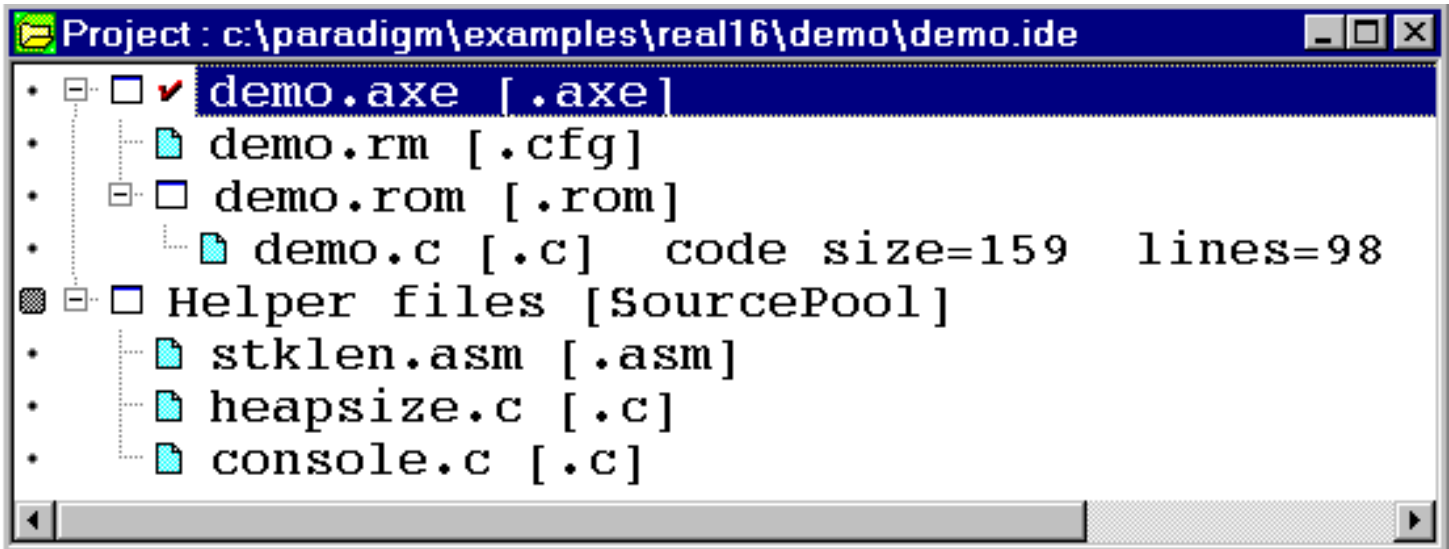 Project : c:\paradigm\examples\real16\demo\demo.ide
demo.axe [.axe]
demo.rm [.cfg]
demo.rom [.rom]
demo.c [.c]  code size=159  lines=98
Helper files [SourcePool]
stklen.asm [.asm]
heapsize.c [.c]
console.c [.c]